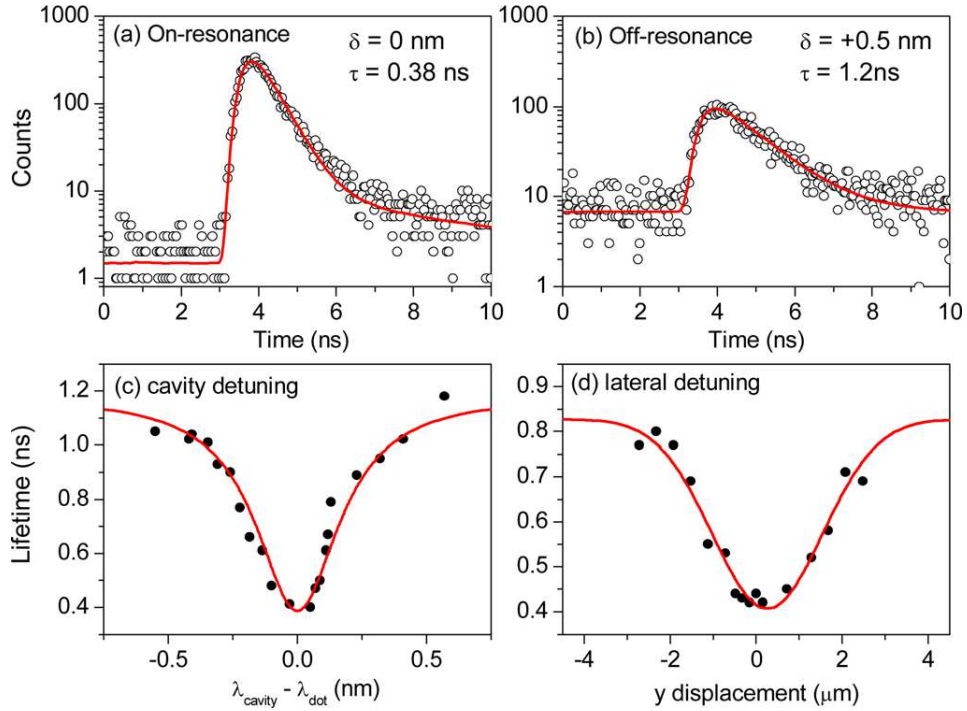 (a) On-resonance
δ = 0 nm
τ = 0.38 ns
1000
100
10
1
Counts
0 2 4 6 8 10
Time (ns)
(b) Off-resonance
δ = +0.5 nm
τ = 1.2ns
1000
100
10
1
0 2 4 6 8 10
Time (ns)
(c) cavity detuning
1.2
1.0
0.8
0.6
0.4
Lifetime (ns)
-0.5 0.0 0.5
λcavity - λdot (nm)
(d) lateral detuning
0.9
0.8
0.7
0.6
0.5
0.4
-4 -2 0 2 4
y displacement (μm)